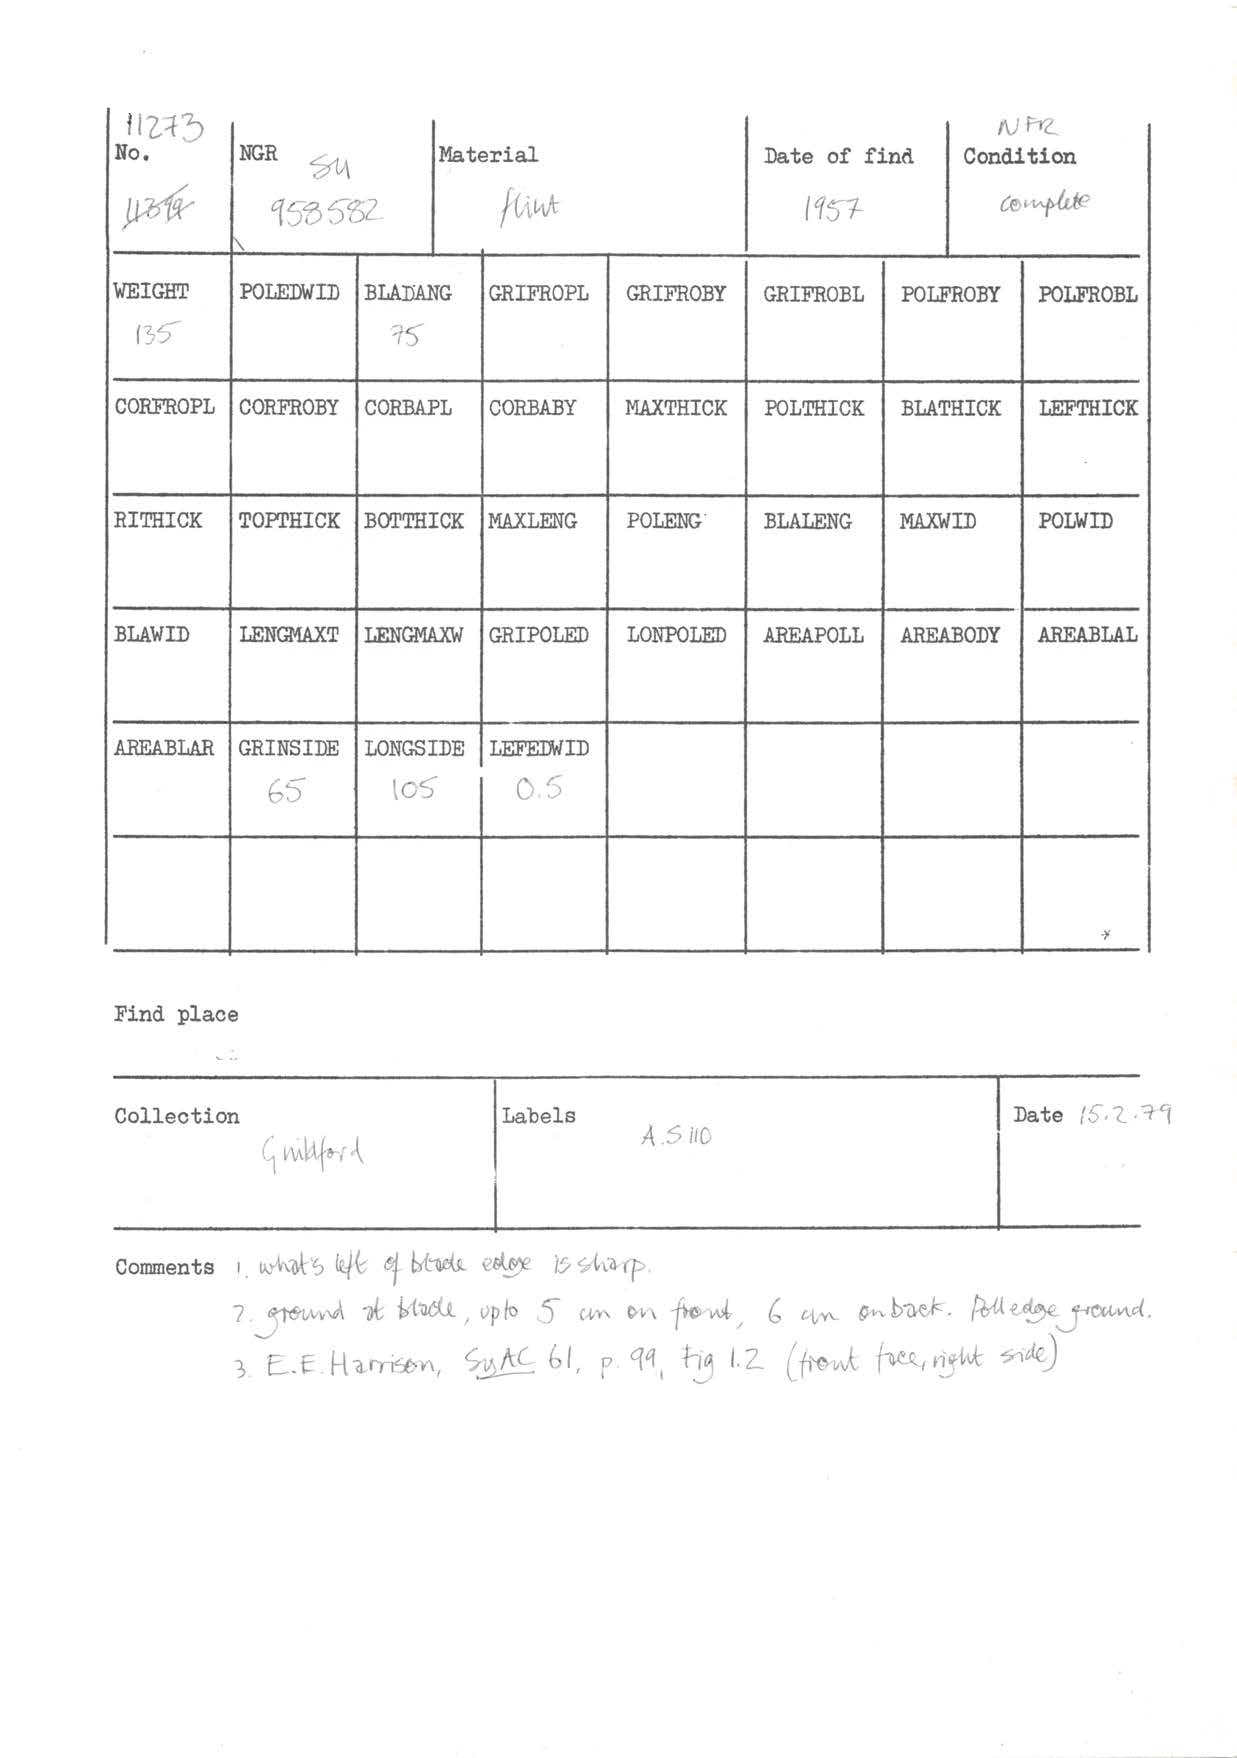 11273 NFR
No. NGR SU Material Date of find Condition
958582 flint 1957 complete
WEIGHT POLEDWID BLADANG GRIFROPL GRIFROBY GRIFROBL POLFROBY POLFROBL
135 75
CORFROPL CORFROBY CORBAPL CORBABY MAXTHICK POLTHICK BLATHICK LEFTHICK
RITHICK TOPTHICK BOTTHICK MAXLENG POLENG BLALENG MAXWID POLWID
BLAWID LENGMAXT LENGMAXW GRIPOLED LONPOLED AREAPOLL AREABODY AREABLAL
AREABLAR GRINSIDE LONGSIDE LEFEDWID
65 105 0.5
Find place
Collection Labels Date 15.2.79
Guildford A.S110
Comments 1. what's left of blade edge is sharp.
2. ground at blade, upto 5 cm on front, 6 cm on back. Poll edge ground.
3. E.E. Harrison, SyAC 61, p. 99, Fig 1.2 (front face, right side)